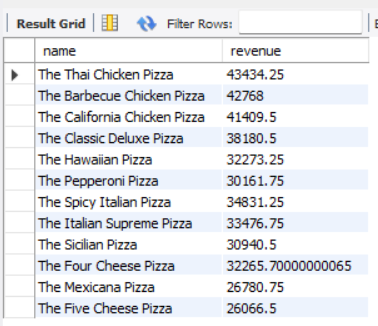 Result Grid Filter Rows:
name revenue
The Thai Chicken Pizza 43434.25
The Barbecue Chicken Pizza 42768
The California Chicken Pizza 41409.5
The Classic Deluxe Pizza 38180.5
The Hawaiian Pizza 32273.25
The Pepperoni Pizza 30161.75
The Spicy Italian Pizza 34831.25
The Italian Supreme Pizza 33476.75
The Sicilian Pizza 30940.5
The Four Cheese Pizza 32265.70000000065
The Mexicana Pizza 26780.75
The Five Cheese Pizza 26066.5